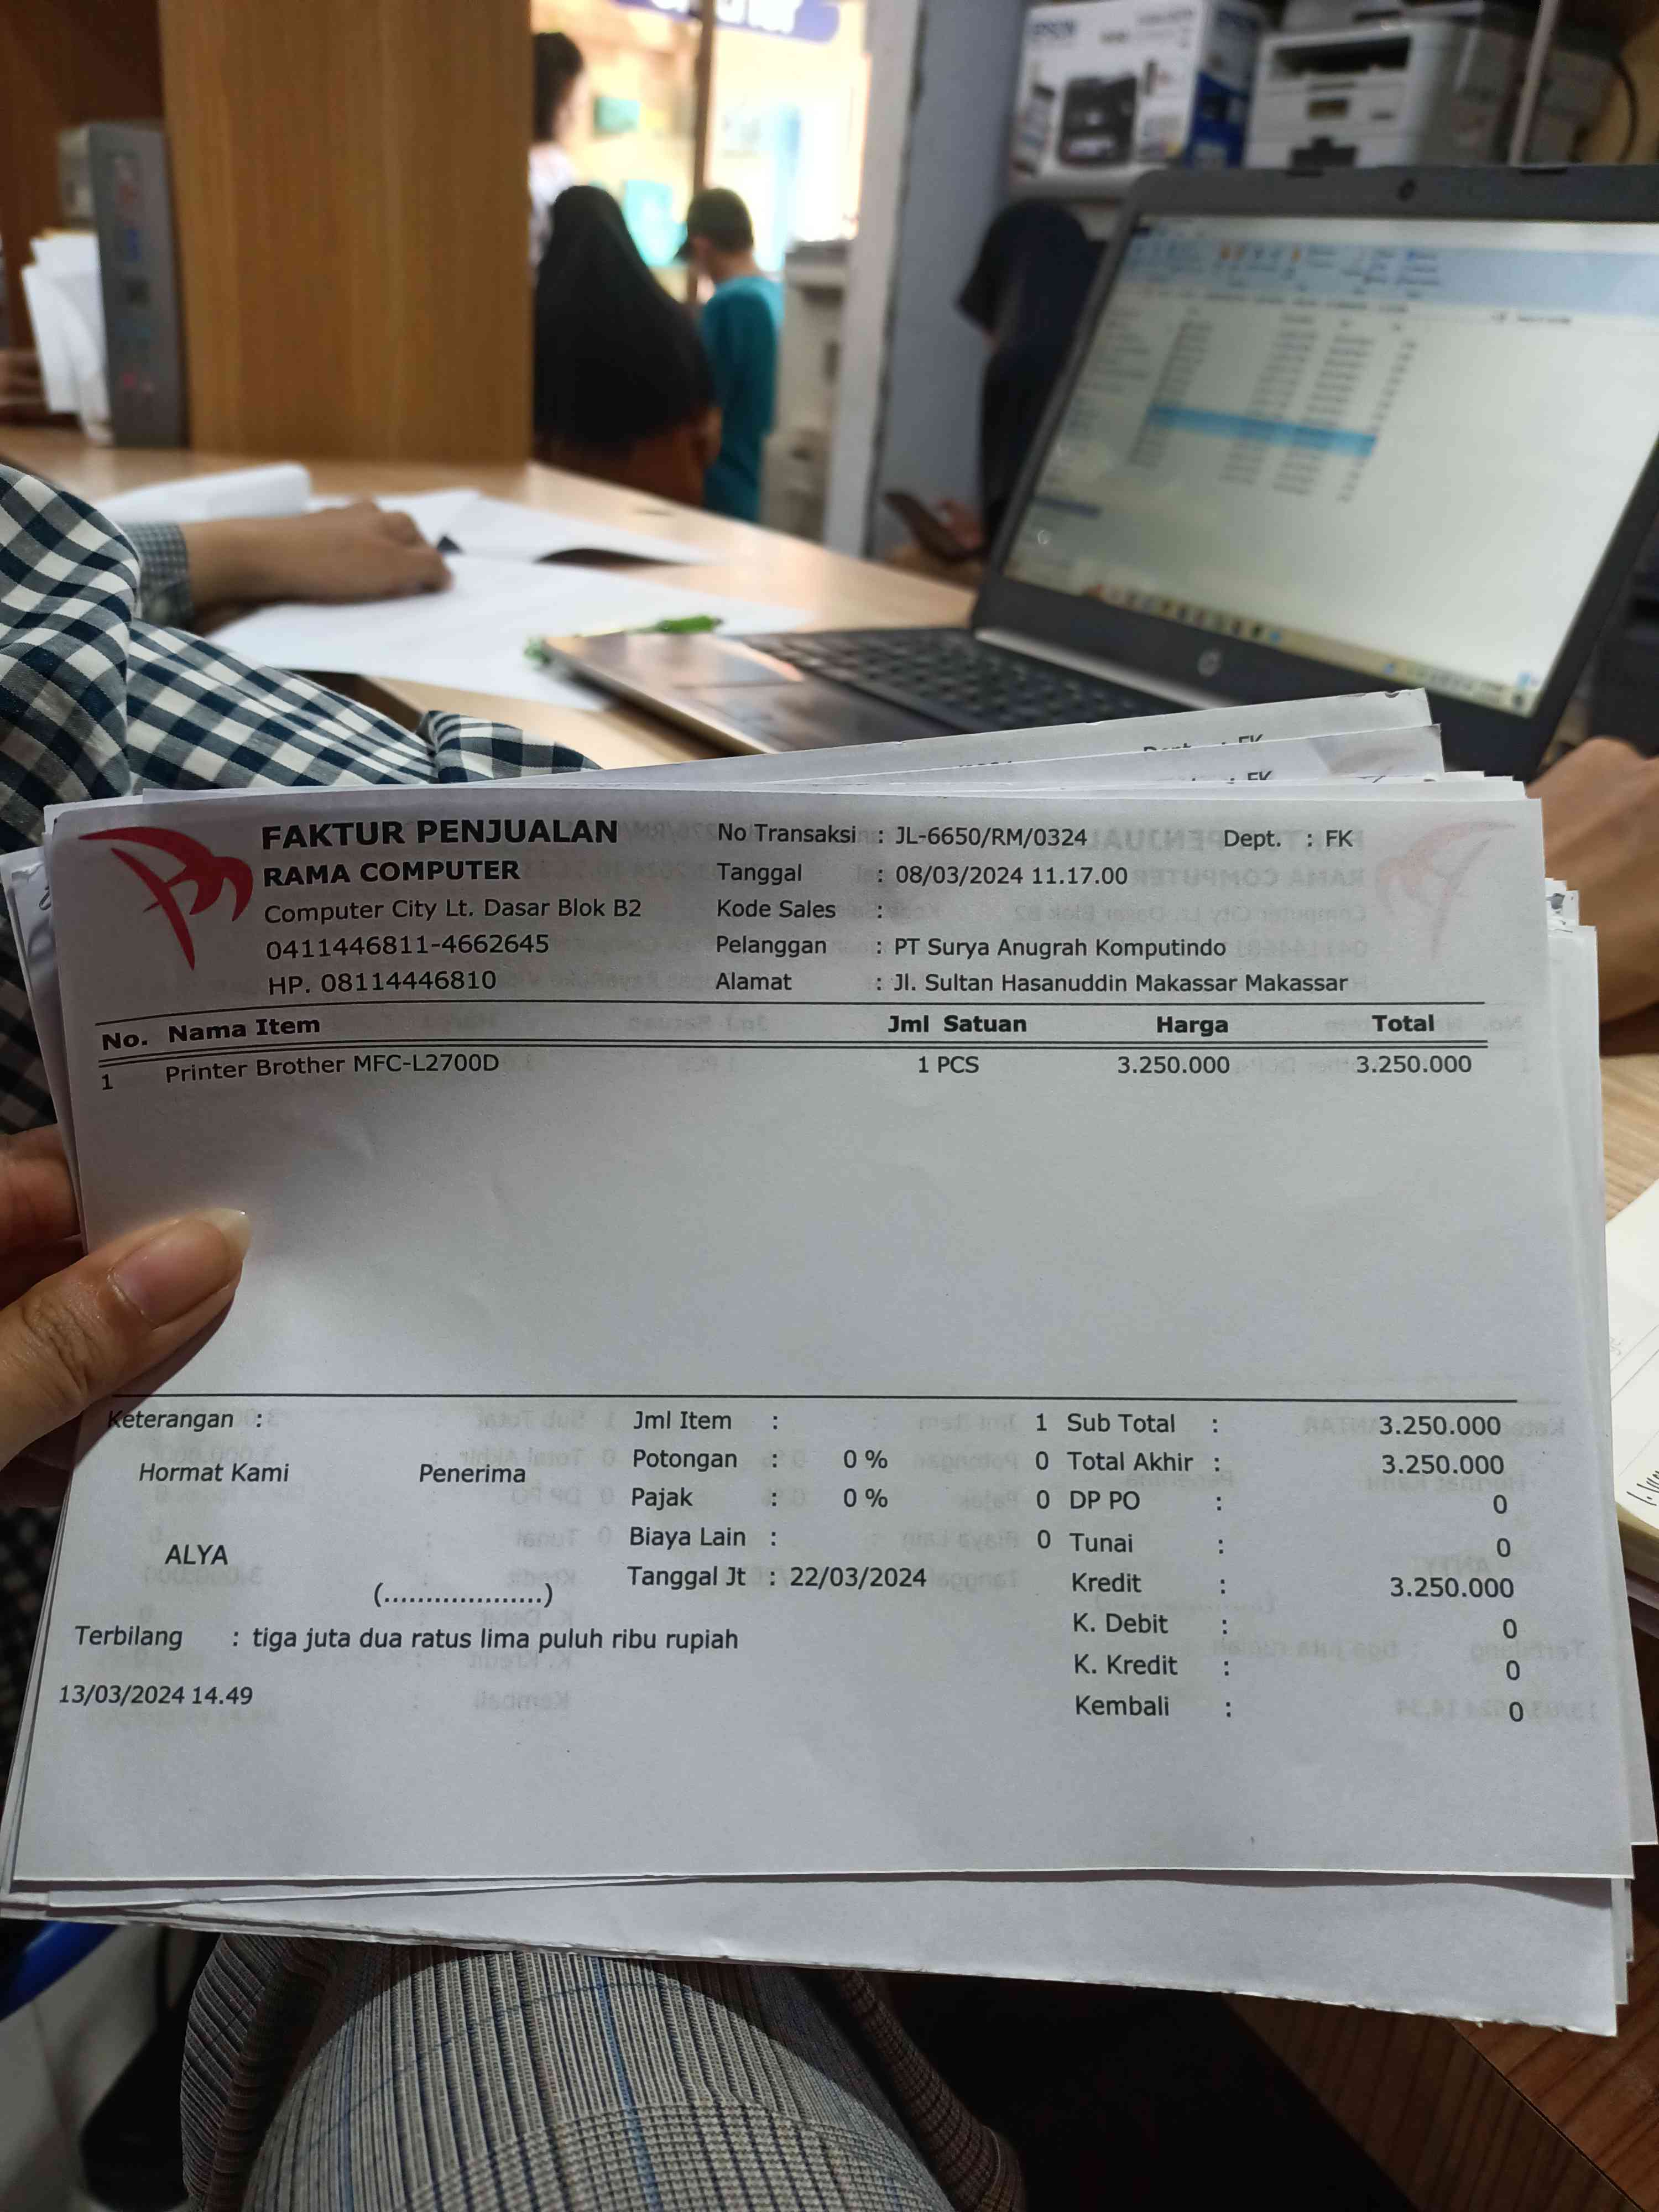 EPSON
Dept. : FK
: FK
FAKTUR PENJUALAN
RAMA COMPUTER
Computer City Lt. Dasar Blok B2
0411446811-4662645
HP. 08114446810
No Transaksi : JL-6650/RM/0324 Dept. : FK
Tanggal : 08/03/2024 11.17.00
Kode Sales :
Pelanggan : PT Surya Anugrah Komputindo
Alamat : Jl. Sultan Hasanuddin Makassar Makassar
No. Nama Item Jml Satuan Harga Total
1 Printer Brother MFC-L2700D 1 PCS 3.250.000 3.250.000
Keterangan :
Hormat Kami Penerima
ALYA
(...................)
Jml Item : 1
Potongan : 0 % 0
Pajak : 0 % 0
Biaya Lain : 0
Tanggal Jt : 22/03/2024
Sub Total : 3.250.000
Total Akhir : 3.250.000
DP PO : 0
Tunai : 0
Kredit : 3.250.000
K. Debit : 0
K. Kredit : 0
Kembali : 0
Terbilang : tiga juta dua ratus lima puluh ribu rupiah
13/03/2024 14.49